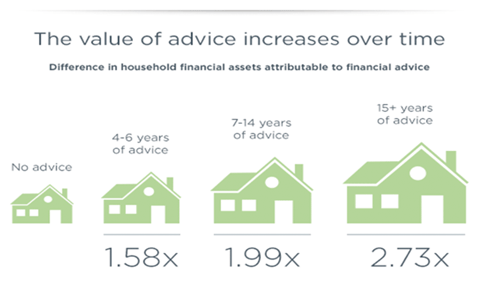 The value of advice increases over time
Difference in household financial assets attributable to financial advice
No advice
4-6 years
of advice
7-14 years
of advice
15+ years
of advice
1.58x
1.99x
2.73x